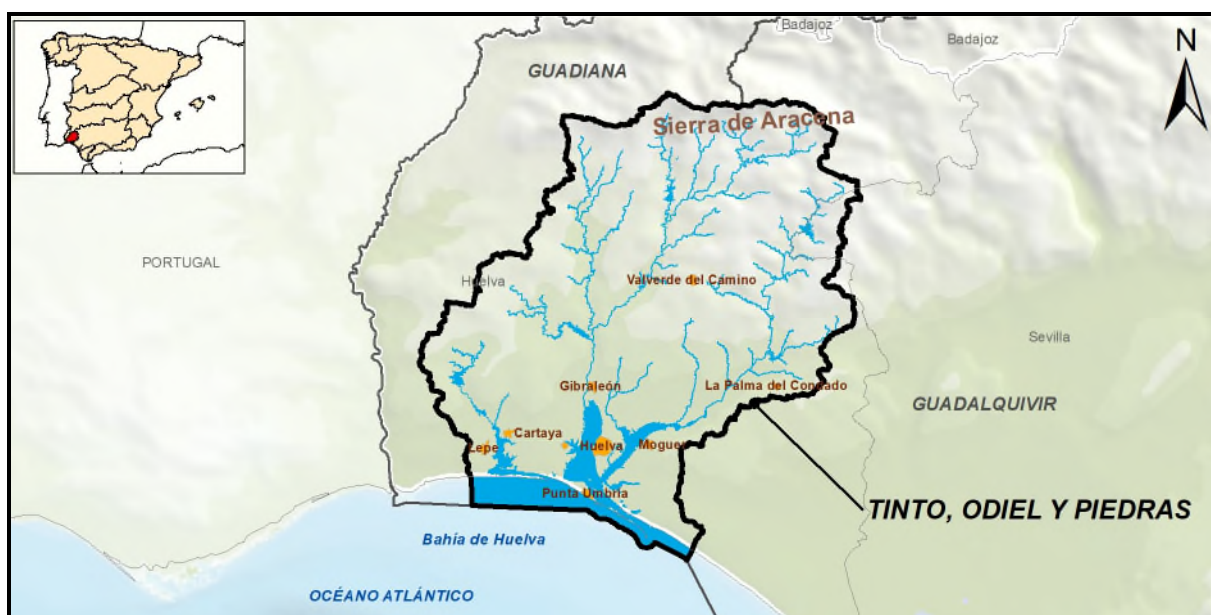 Badajoz
Badajoz
N
GUADIANA
Sierra de Aracena
PORTUGAL
Huelva
Valverde del Camino
Sevilla
Gibraleón
La Palma del Condado
GUADALQUIVIR
Cartaya
Lepe
Huelva
Moguer
Punta Umbría
TINTO, ODIEL Y PIEDRAS
Bahía de Huelva
OCÉANO ATLÁNTICO